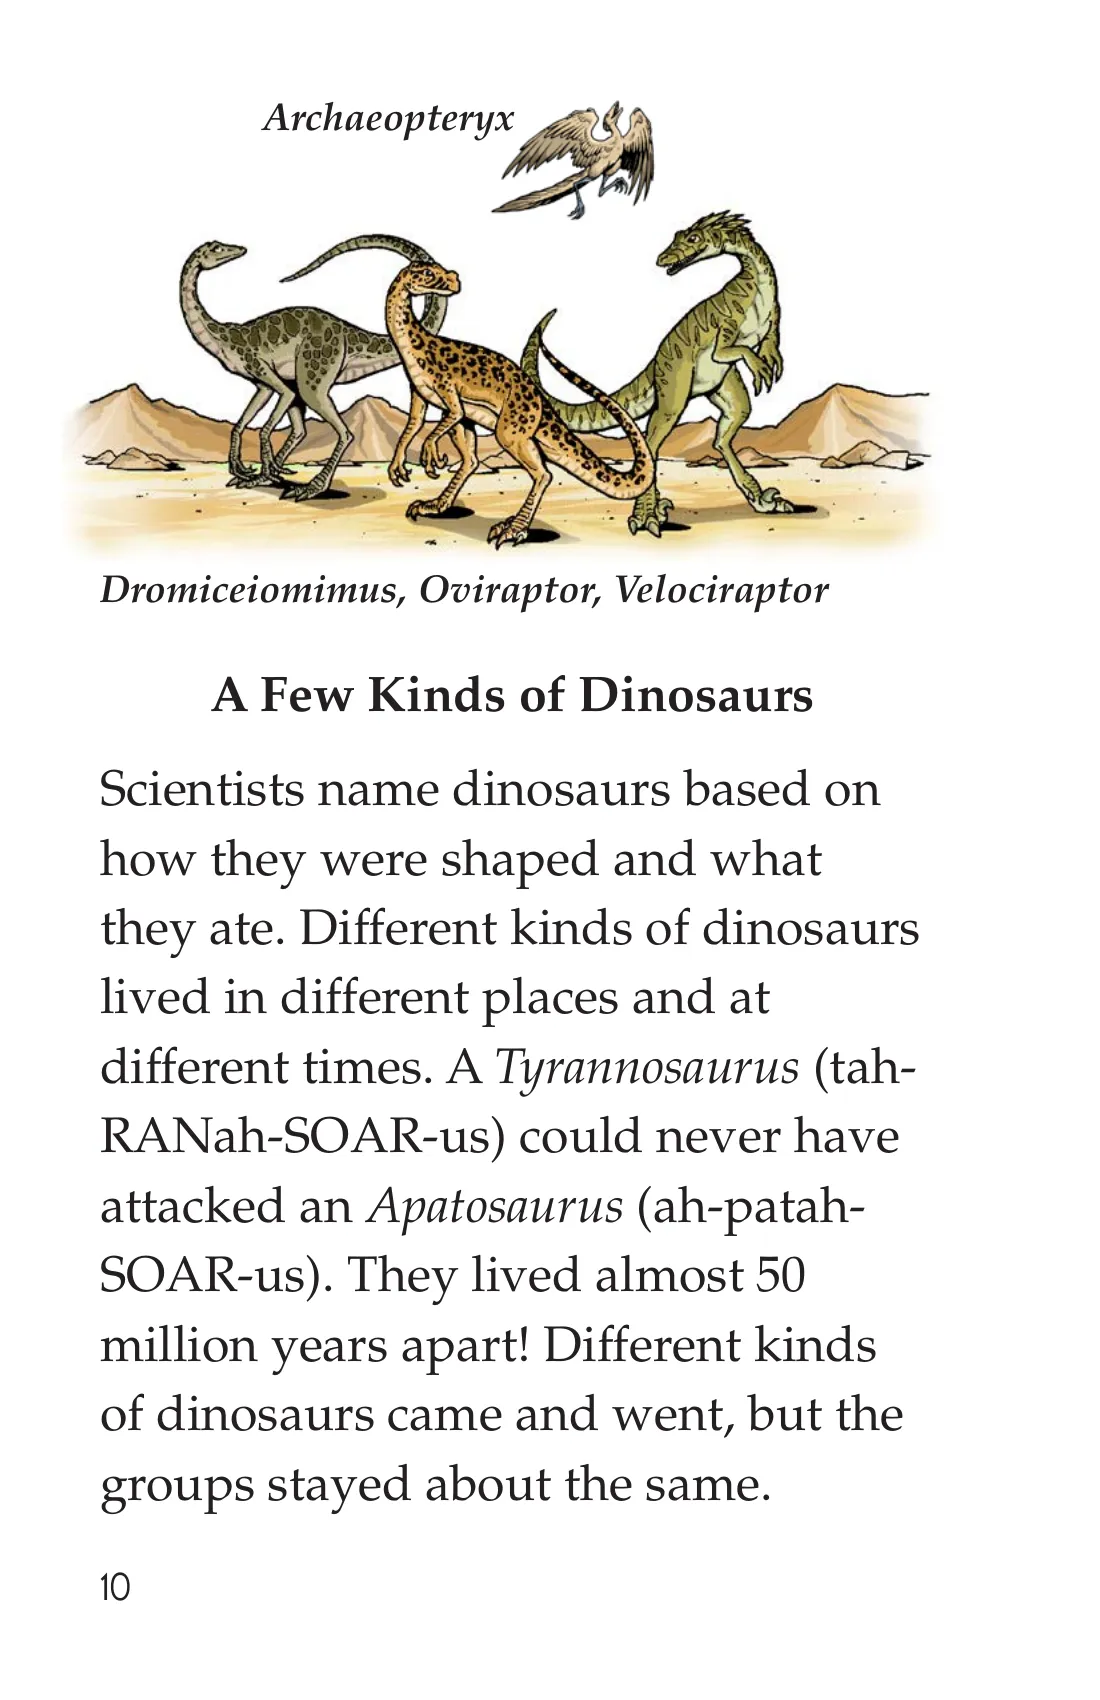 Archaeopteryx
Dromiceiomimus, Oviraptor, Velociraptor
A Few Kinds of Dinosaurs
Scientists name dinosaurs based on
how they were shaped and what
they ate. Different kinds of dinosaurs
lived in different places and at
different times. A Tyrannosaurus (tah-
RANah-SOAR-us) could never have
attacked an Apatosaurus (ah-patah-
SOAR-us). They lived almost 50
million years apart! Different kinds
of dinosaurs came and went, but the
groups stayed about the same.
10